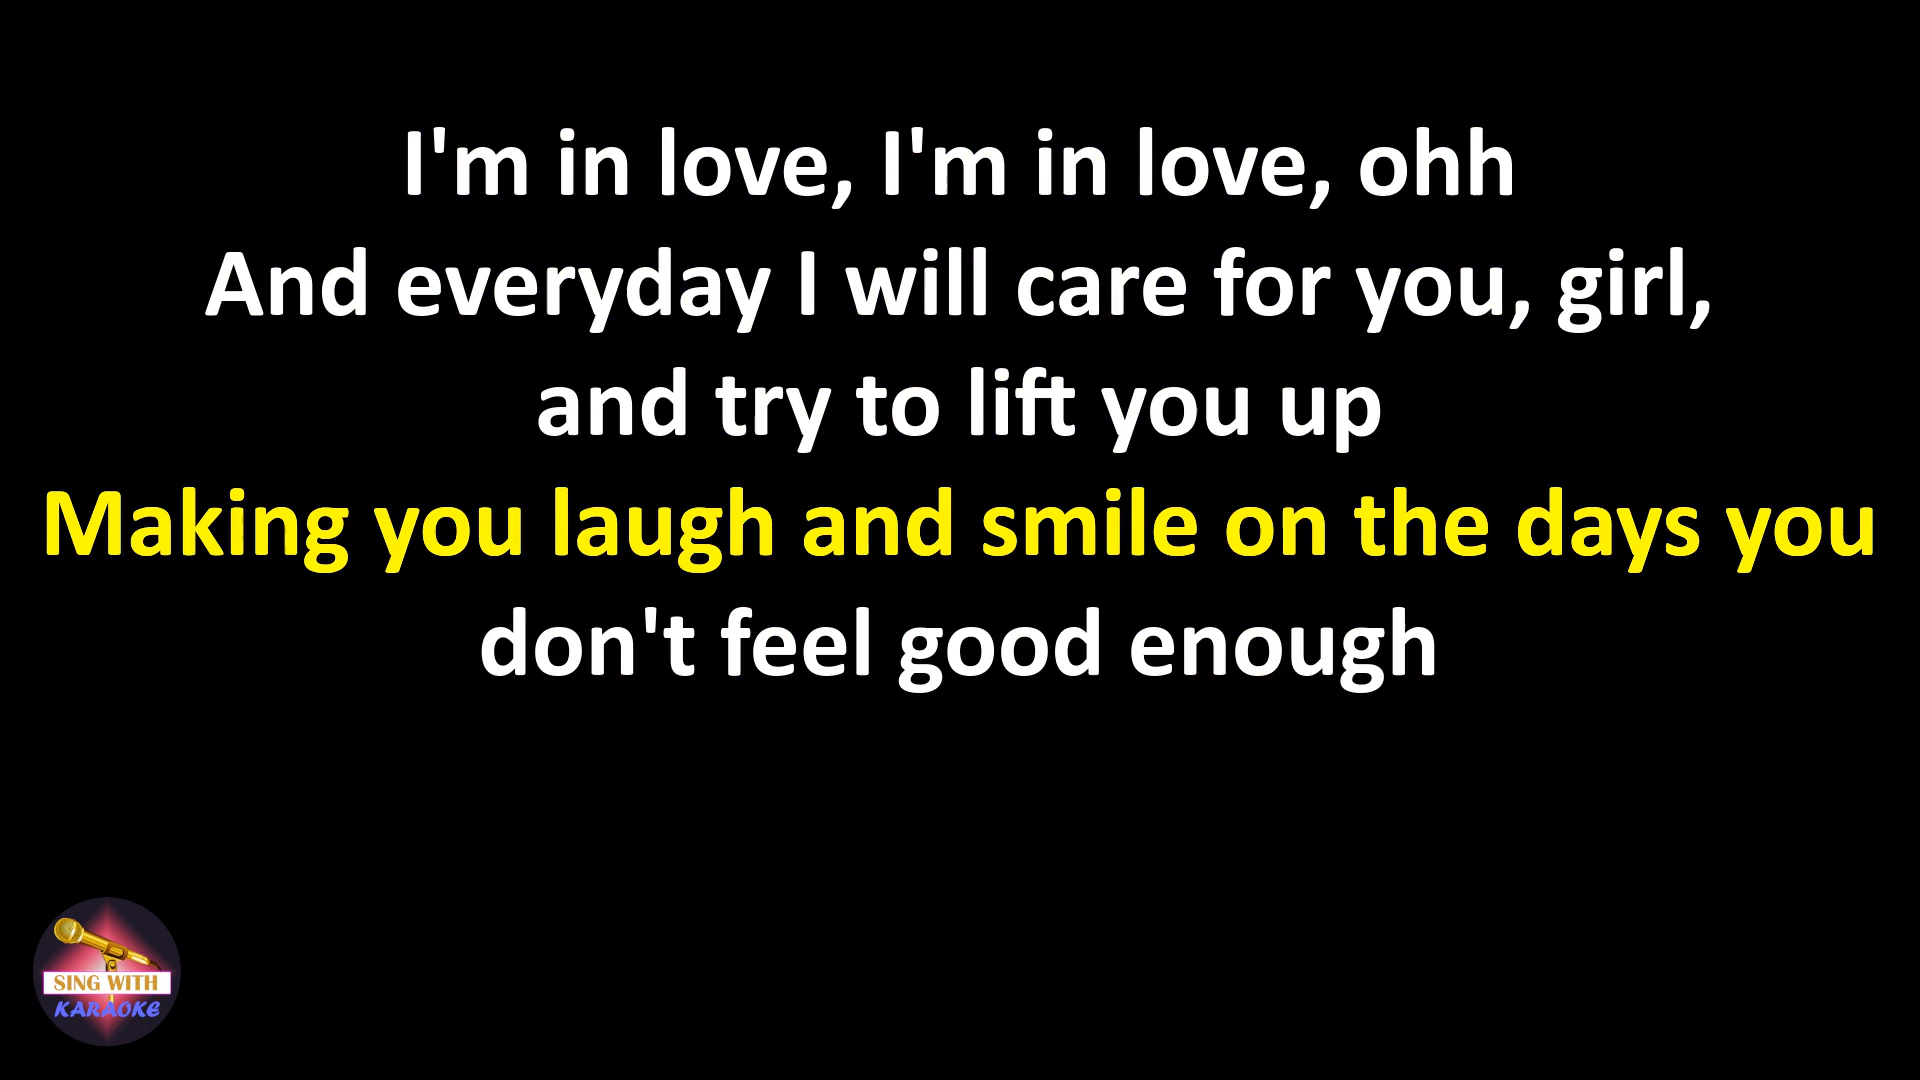 I'm in love, I'm in love, ohh
And everyday I will care for you, girl,
and try to lift you up
Making you laugh and smile on the days you
don't feel good enough
SING WITH
KARAOKE